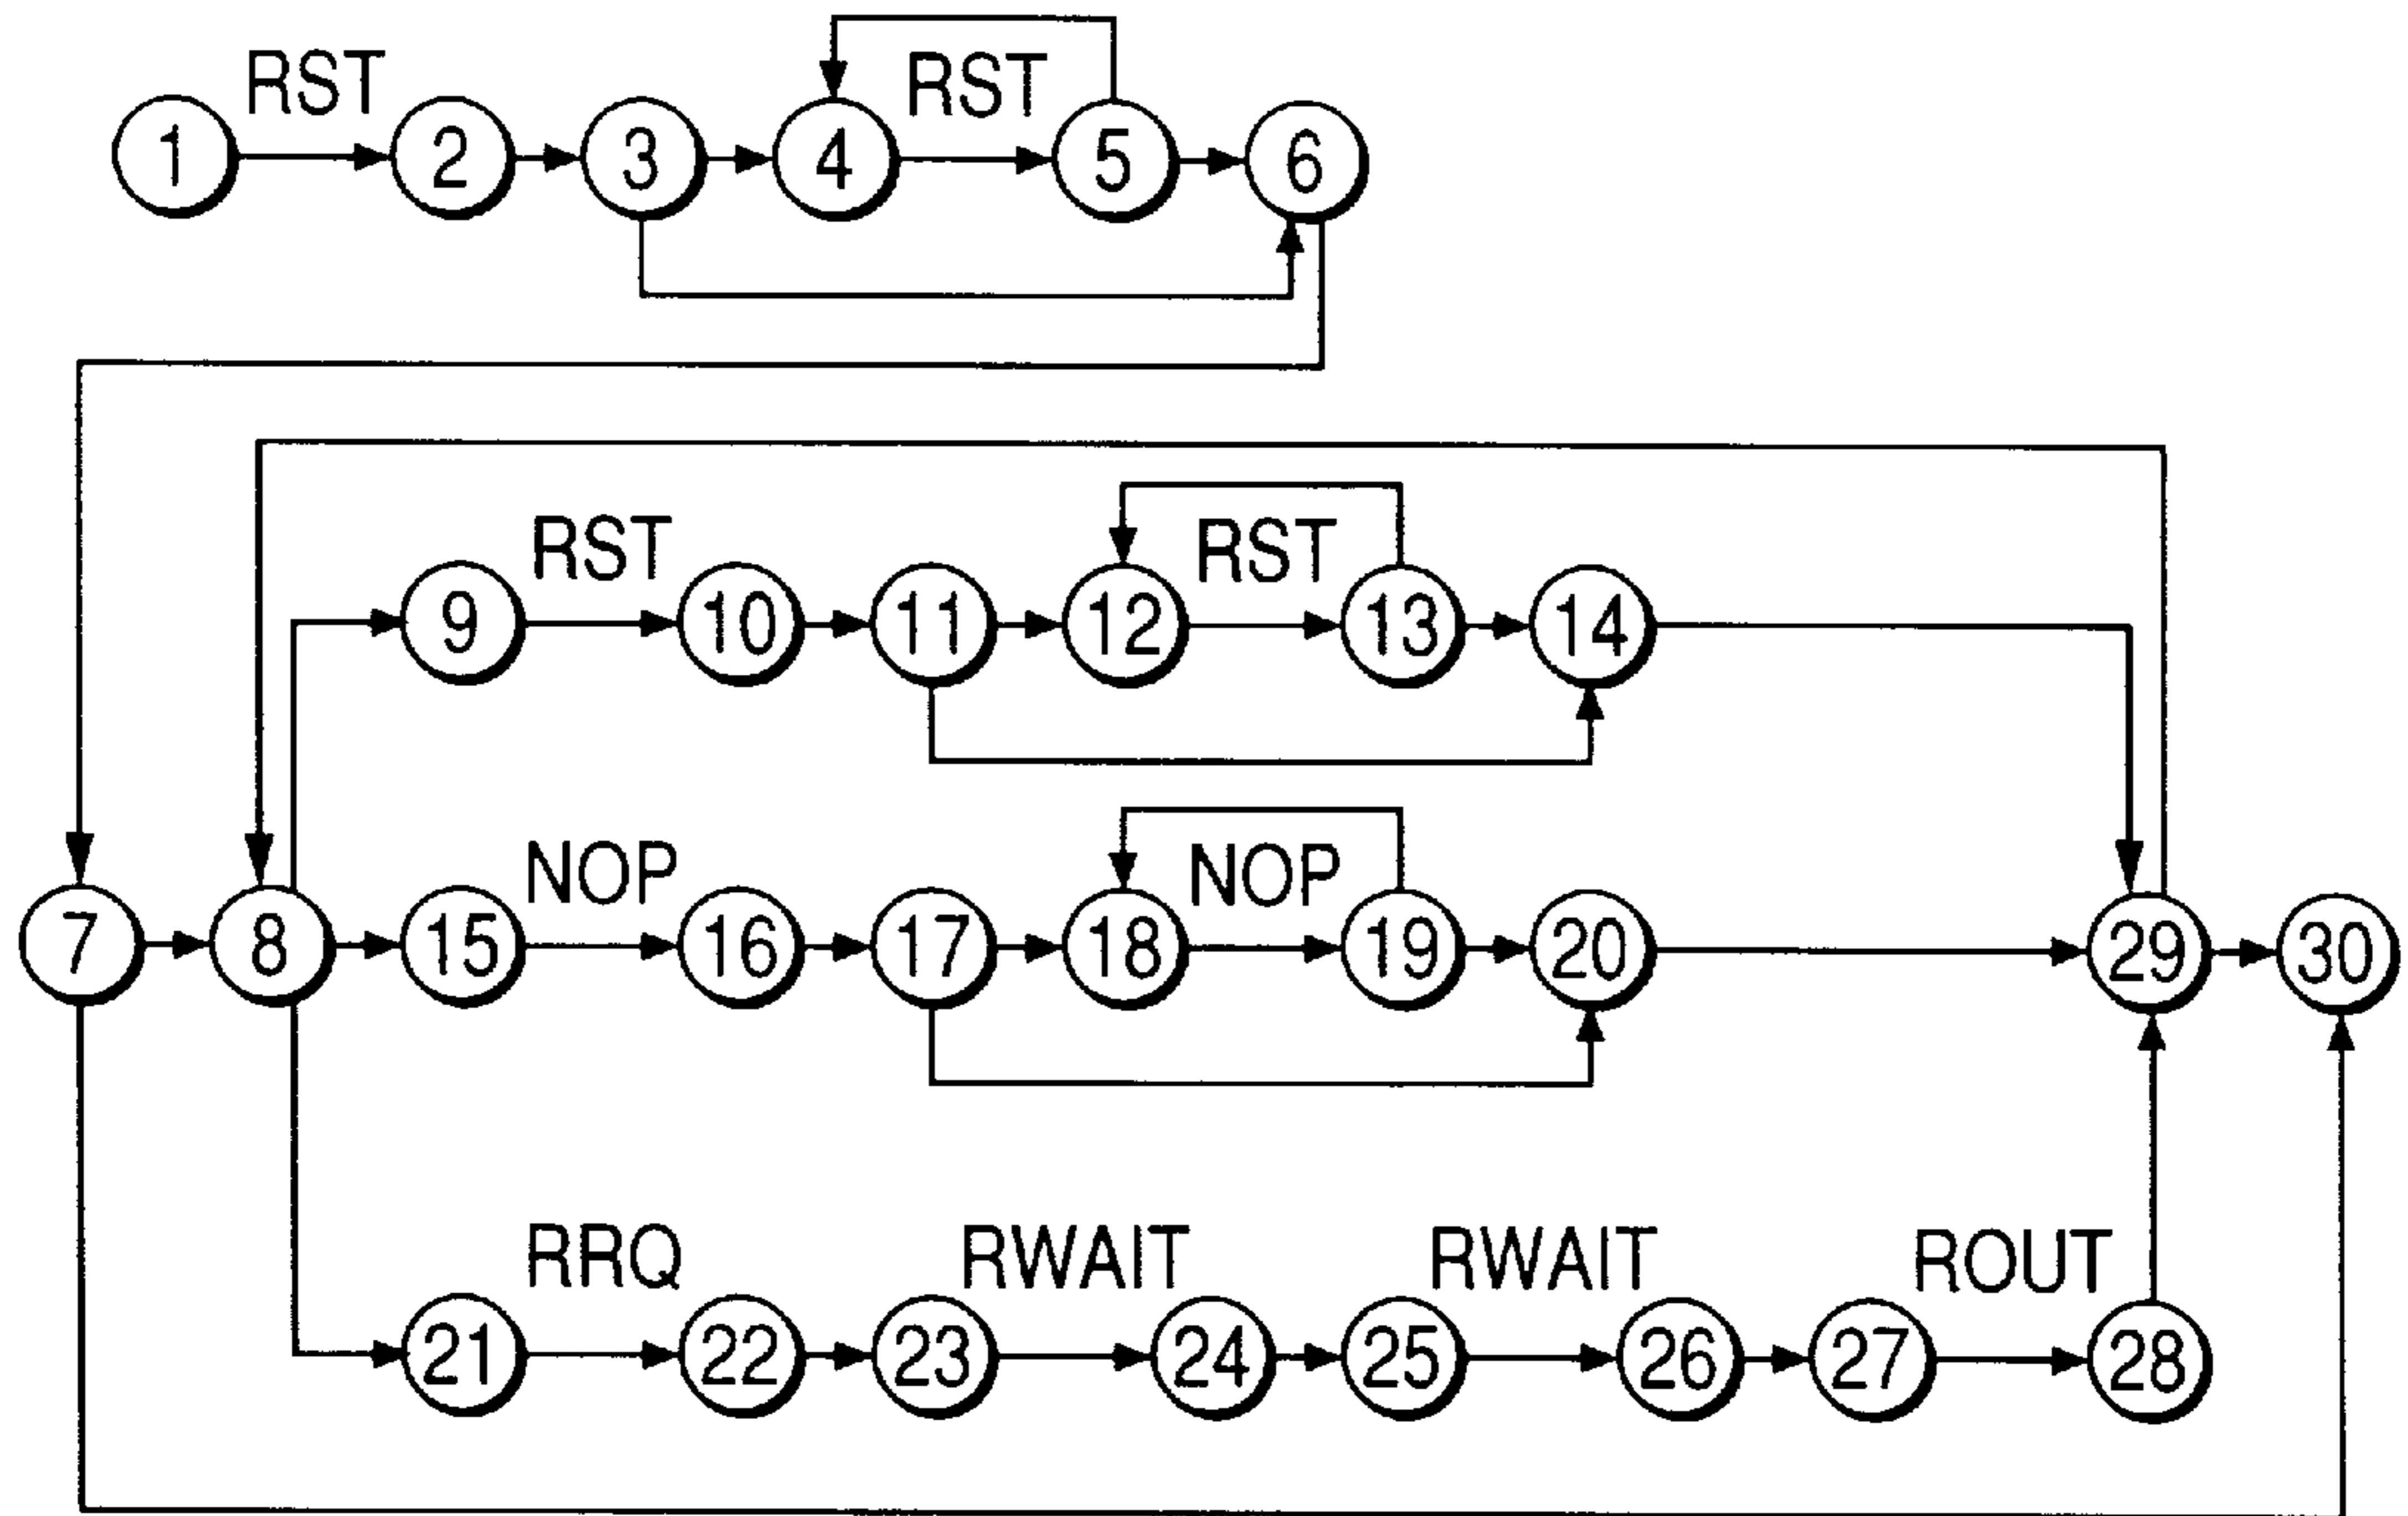 RST RST
1 2 3 4 5 6
RST RST
9 10 11 12 13 14
NOP NOP
7 8 15 16 17 18 19 20 29 30
RRQ RWAIT RWAIT ROUT
21 22 23 24 25 26 27 28